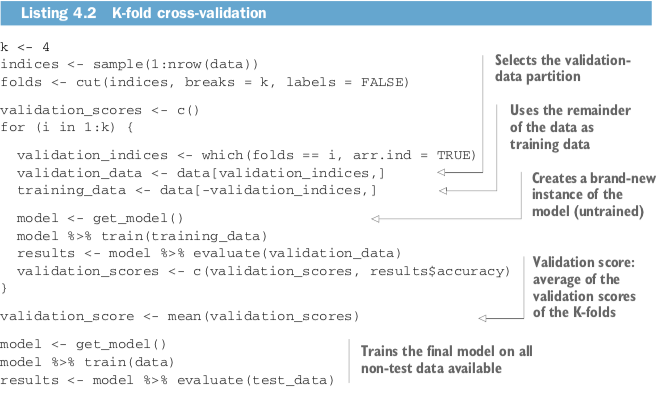 Listing 4.2 K-fold cross-validation
k <- 4
indices <- sample(1:nrow(data))
folds <- cut(indices, breaks = k, labels = FALSE)
validation_scores <- c()
for (i in 1:k) {
validation_indices <- which(folds == i, arr.ind = TRUE)
validation_data <- data[validation_indices,]
training_data <- data[-validation_indices,]
model <- get_model()
model %>% train(training_data)
results <- model %>% evaluate(validation_data)
validation_scores <- c(validation_scores, results$accuracy)
}
validation_score <- mean(validation_scores)
model <- get_model()
model %>% train(data)
results <- model %>% evaluate(test_data)
Selects the validation-
data partition
Uses the remainder
of the data as
training data
Creates a brand-new
instance of the
model (untrained)
Validation score:
average of the
validation scores
of the K-folds
Trains the final model on all
non-test data available